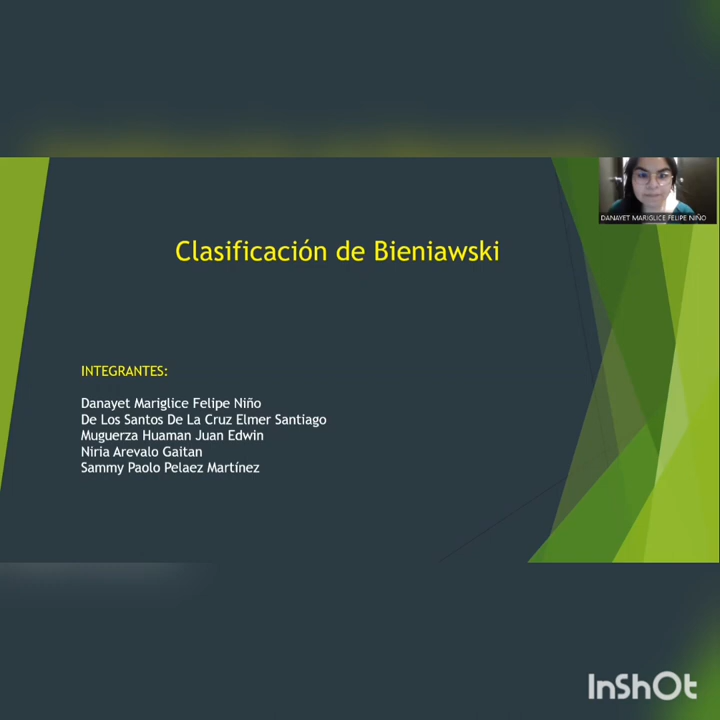 DANAYET MARIGLICE FELIPE NIÑO
Clasificación de Bieniawski
INTEGRANTES:
Danayet Mariglice Felipe Niño
De Los Santos De La Cruz Elmer Santiago
Muguerza Huaman Juan Edwin
Niria Arevalo Gaitan
Sammy Paolo Pelaez Martínez
InShOt